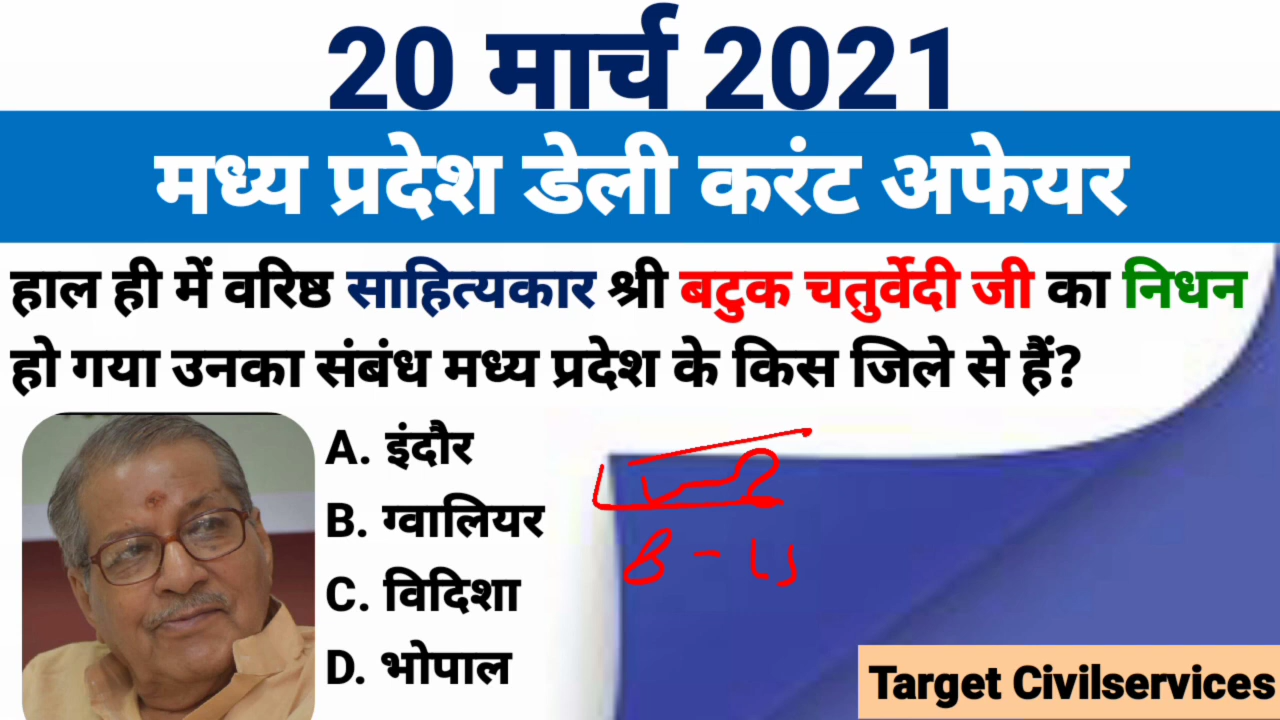 20 मार्च 2021
मध्य प्रदेश डेली करंट अफेयर
हाल ही में वरिष्ठ साहित्यकार श्री बटुक चतुर्वेदी जी का निधन
हो गया उनका संबंध मध्य प्रदेश के किस जिले से हैं?
A. इंदौर
B. ग्वालियर
C. विदिशा
D. भोपाल
Target Civilservices